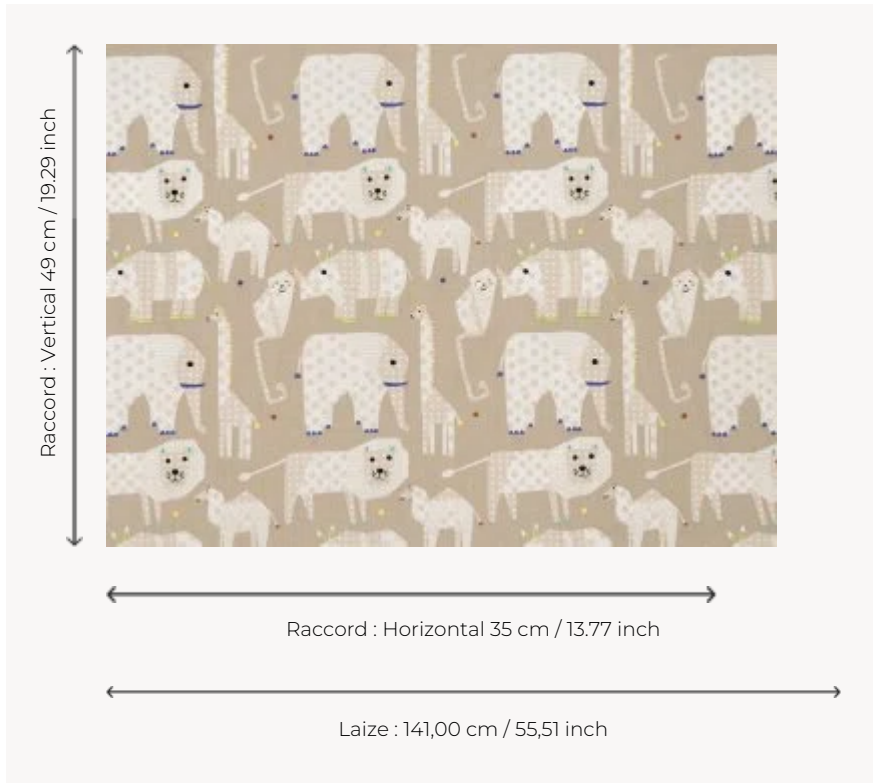 Raccord : Vertical 49 cm / 19.29 inch
Raccord : Horizontal 35 cm / 13.77 inch
Laize : 141,00 cm / 55,51 inch